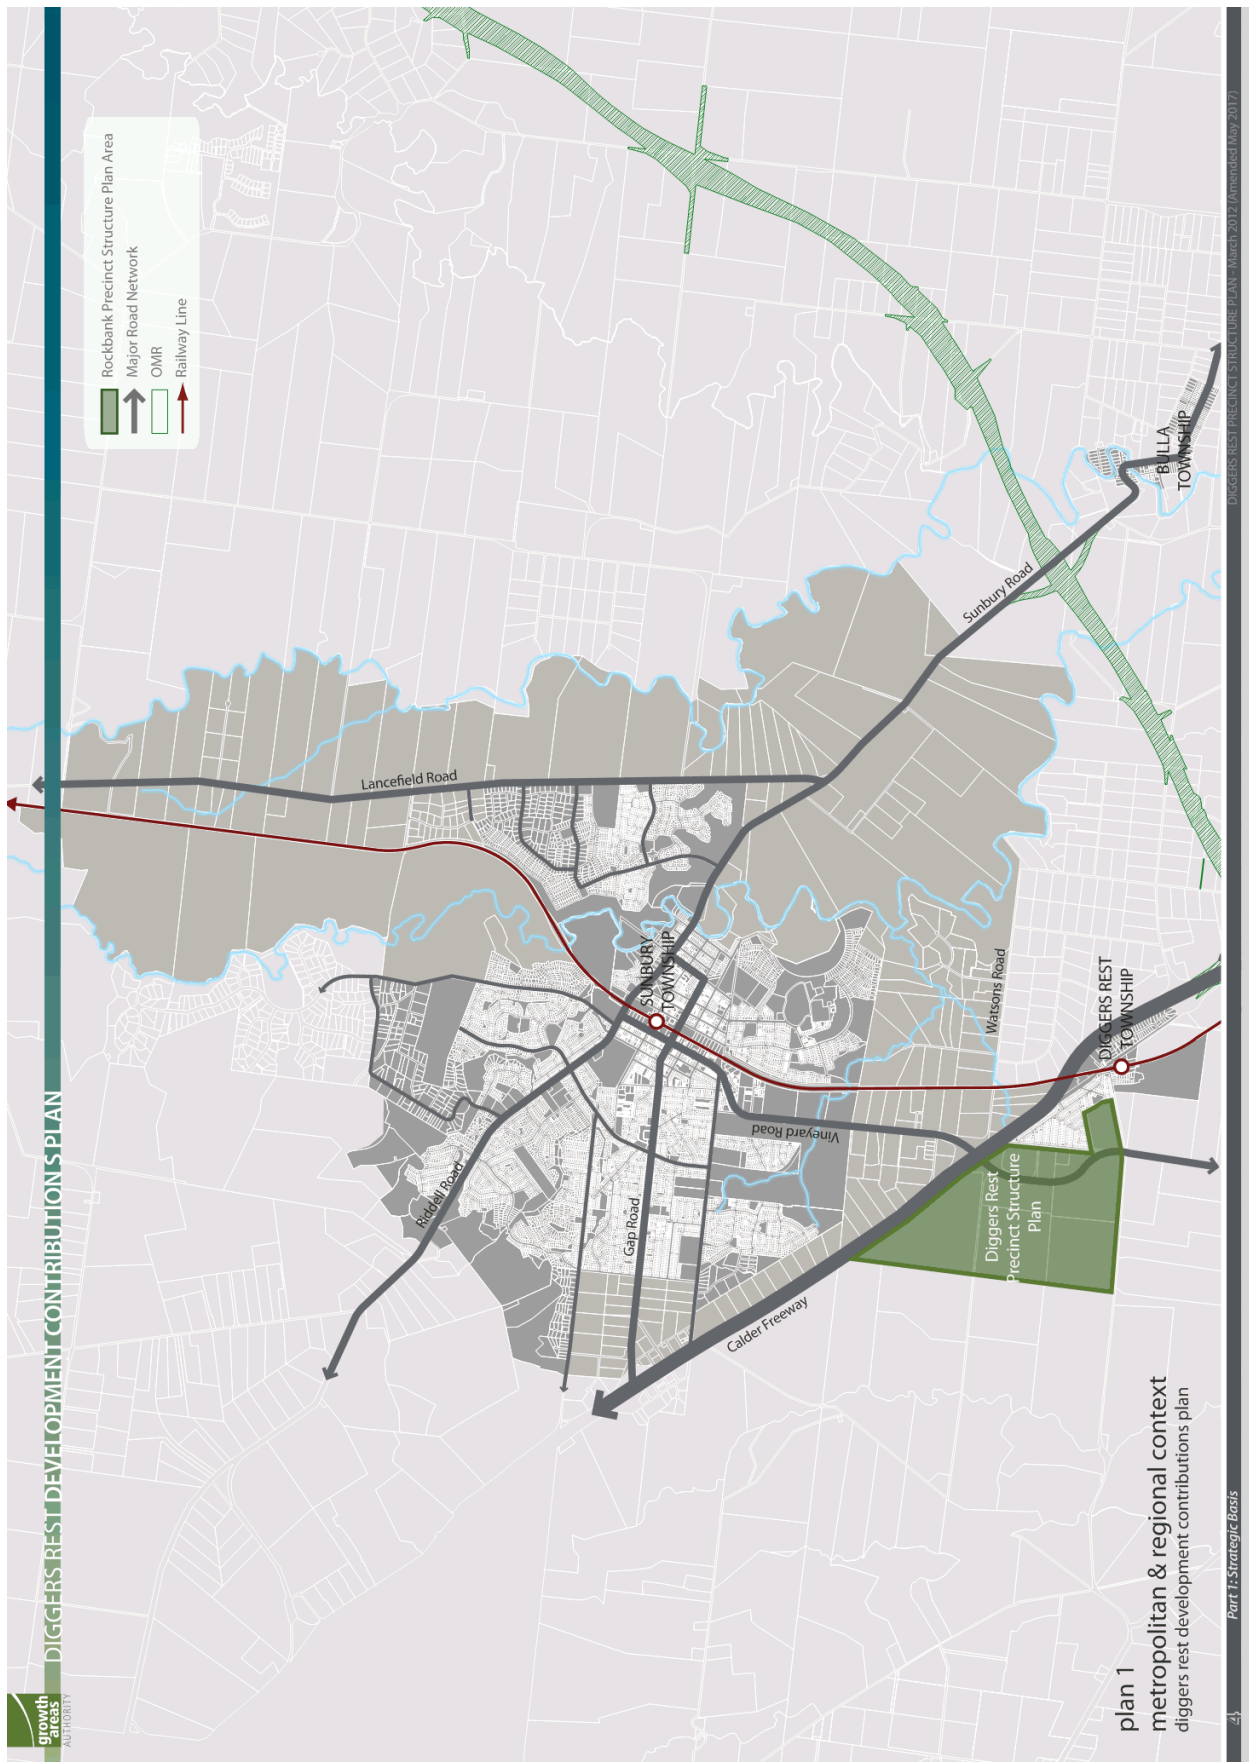 growth
areas
AUTHORITY
DIGGERS REST DEVELOPMENT CONTRIBUTIONS PLAN
Rockbank Precinct Structure Plan Area
Major Road Network
OMR
Railway Line
Lancefield Road
Sunbury Road
BULLA
TOWNSHIP
SUNBURY
TOWNSHIP
Riddell Road
Gap Road
Vineyard Road
Watsons Road
DIGGERS REST
TOWNSHIP
Calder Freeway
Diggers Rest
Precinct Structure
Plan
plan 1
metropolitan & regional context
diggers rest development contributions plan
Part 1: Strategic Basis
DIGGERS REST PRECINCT STRUCTURE PLAN - March 2012 (Amended May 2017)